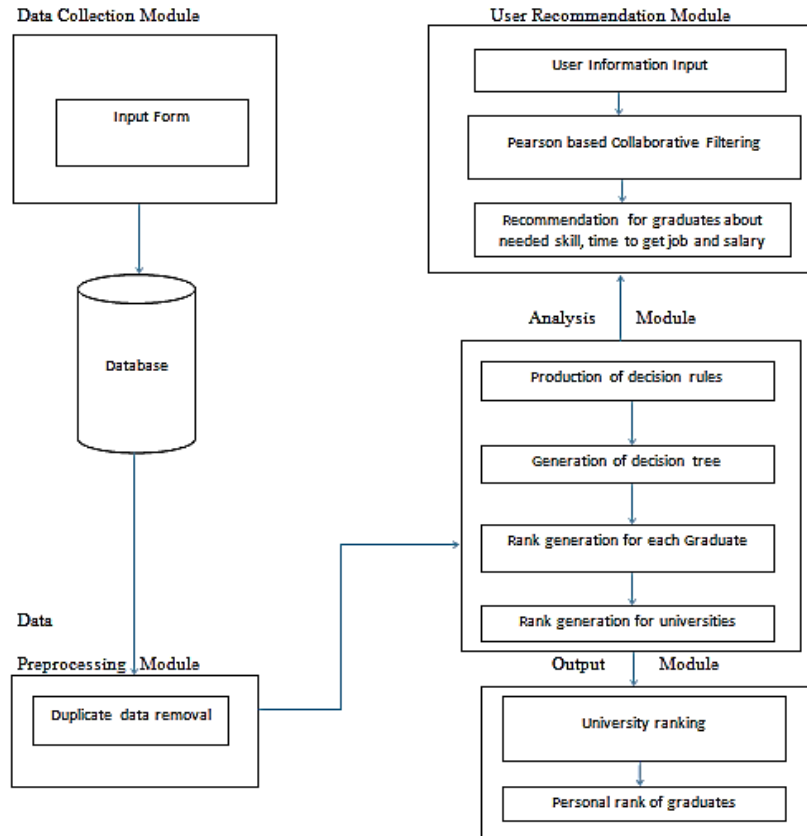 Data Collection Module
Input Form
Database
Data
Preprocessing Module
Duplicate data removal
User Recommendation Module
User Information Input
Pearson based Collaborative Filtering
Recommendation for graduates about
needed skill, time to get job and salary
Analysis Module
Production of decision rules
Generation of decision tree
Rank generation for each Graduate
Rank generation for universities
Output Module
University ranking
Personal rank of graduates